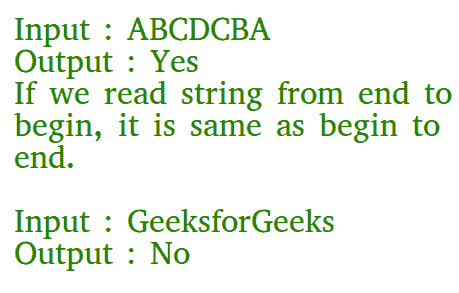 Input : ABCDCBA
Output : Yes
If we read string from end to
begin, it is same as begin to
end.
Input : GeeksforGeeks
Output : No